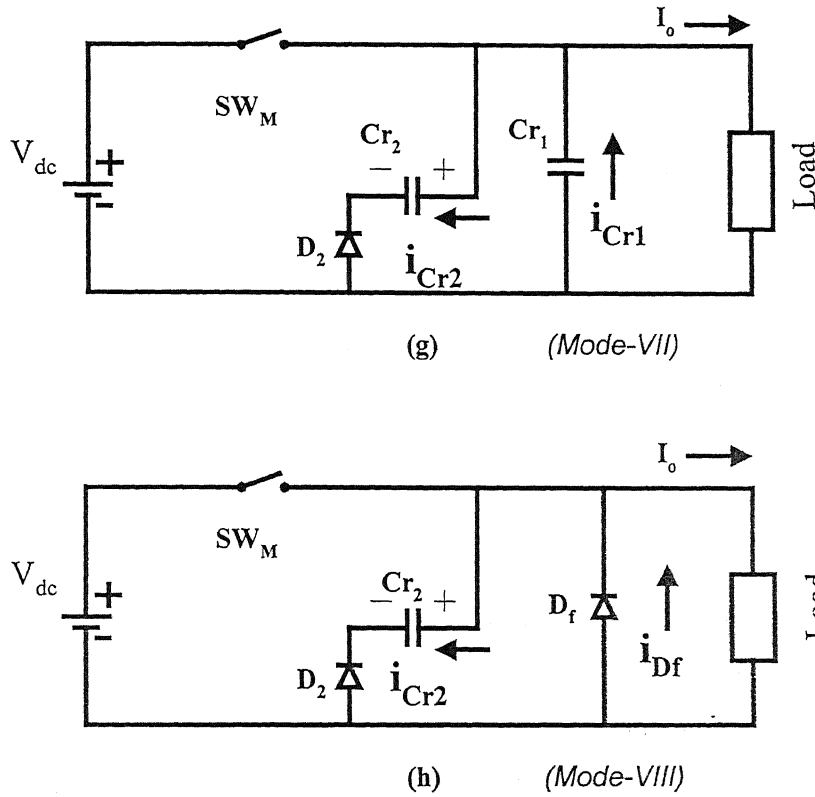 I_o
SW_M
V_dc
+
-
Cr_2
− +
Cr_1
D_2
i_Cr2
i_Cr1
Load
(g) (Mode-VII)
I_o
SW_M
V_dc
+
-
Cr_2
− +
D_f
D_2
i_Cr2
i_Df
Load
(h) (Mode-VIII)